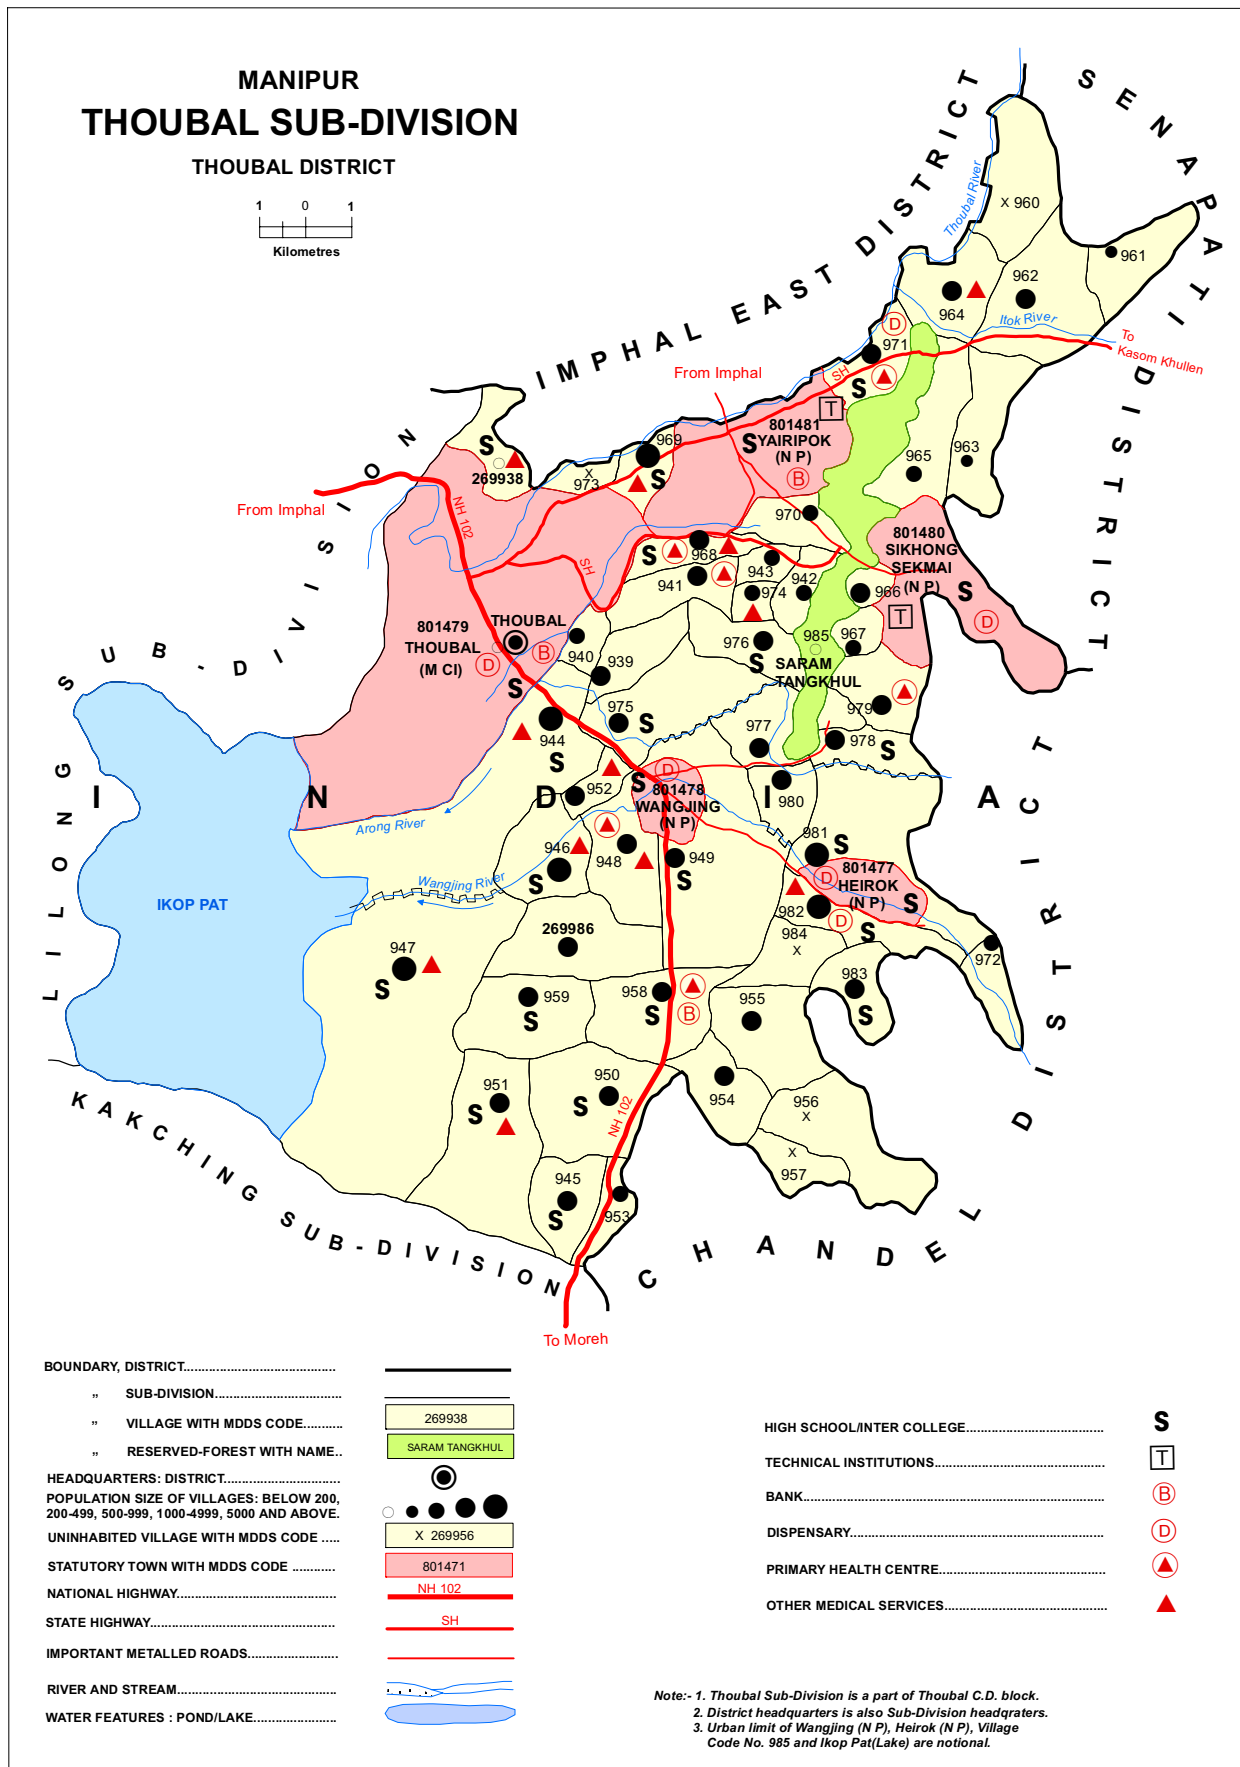 MANIPUR
THOUBAL SUB-DIVISION
THOUBAL DISTRICT
1 0 1
Kilometres
IMPHAL EAST DISTRICT
SENAPATI DISTRICT
Thoubal River
X 960
961
962
964
Itok River
To
Kasom Khullen
D
971
SH
From Imphal
S
T
801481
YAIRIPOK
(N P)
S
B
969
S
S
269938
X
973
965
963
From Imphal
NH 102
970
801480
SIKHONG
SEKMAI
(N P)
S
D
S
968
SH
941
943
974
942
966
T
THOUBAL
801479
THOUBAL
(M Cl)
D
B
S
940
939
976
S
985
SARAM
TANGKHUL
967
979
975
S
944
S
977
978
S
D
S
801478
WANGJING
(N P)
952
980
I N D I A
Arong River
981
S
946
S
948
949
S
801477
HEIROK
(N P)
D
S
Wangjing River
IKOP PAT
982
D
S
984
X
972
269986
947
S
983
S
959
S
958
S
B
955
951
S
950
S
NH 102
954
956
X
X
957
945
S
953
To Moreh
LILONG SUB-DIVISION
KAKCHING SUB-DIVISION
CHANDEL DISTRICT
BOUNDARY, DISTRICT
„ SUB-DIVISION
„ VILLAGE WITH MDDS CODE 269938
„ RESERVED-FOREST WITH NAME SARAM TANGKHUL
HEADQUARTERS: DISTRICT
POPULATION SIZE OF VILLAGES: BELOW 200,
200-499, 500-999, 1000-4999, 5000 AND ABOVE.
UNINHABITED VILLAGE WITH MDDS CODE X 269956
STATUTORY TOWN WITH MDDS CODE 801471
NATIONAL HIGHWAY NH 102
STATE HIGHWAY SH
IMPORTANT METALLED ROADS
RIVER AND STREAM
WATER FEATURES : POND/LAKE
HIGH SCHOOL/INTER COLLEGE S
TECHNICAL INSTITUTIONS T
BANK B
DISPENSARY D
PRIMARY HEALTH CENTRE
OTHER MEDICAL SERVICES
Note:- 1. Thoubal Sub-Division is a part of Thoubal C.D. block.
2. District headquarters is also Sub-Division headqraters.
3. Urban limit of Wangjing (N P), Heirok (N P), Village
Code No. 985 and Ikop Pat(Lake) are notional.